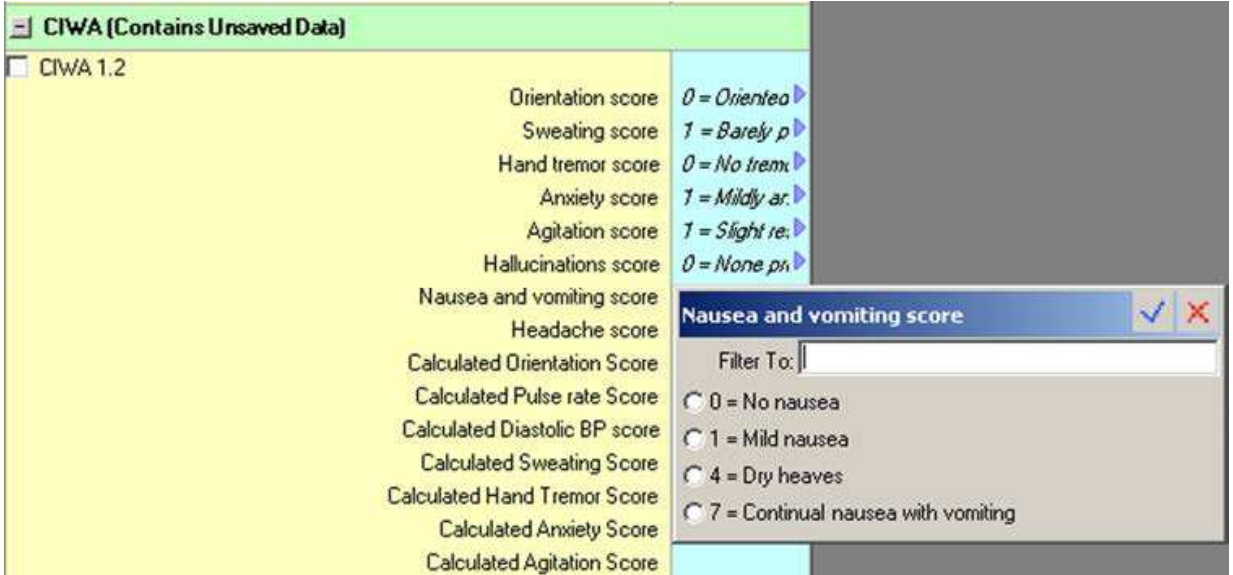 CIWA (Contains Unsaved Data)
CIWA 1.2
Orientation score 0 = Oriented
Sweating score 1 = Barely p
Hand tremor score 0 = No trem
Anxiety score 1 = Mildly an
Agitation score 1 = Slight re
Hallucinations score 0 = None pr
Nausea and vomiting score
Headache score
Calculated Orientation Score
Calculated Pulse rate Score
Calculated Diastolic BP score
Calculated Sweating Score
Calculated Hand Tremor Score
Calculated Anxiety Score
Calculated Agitation Score
Nausea and vomiting score
Filter To:
0 = No nausea
1 = Mild nausea
4 = Dry heaves
7 = Continual nausea with vomiting